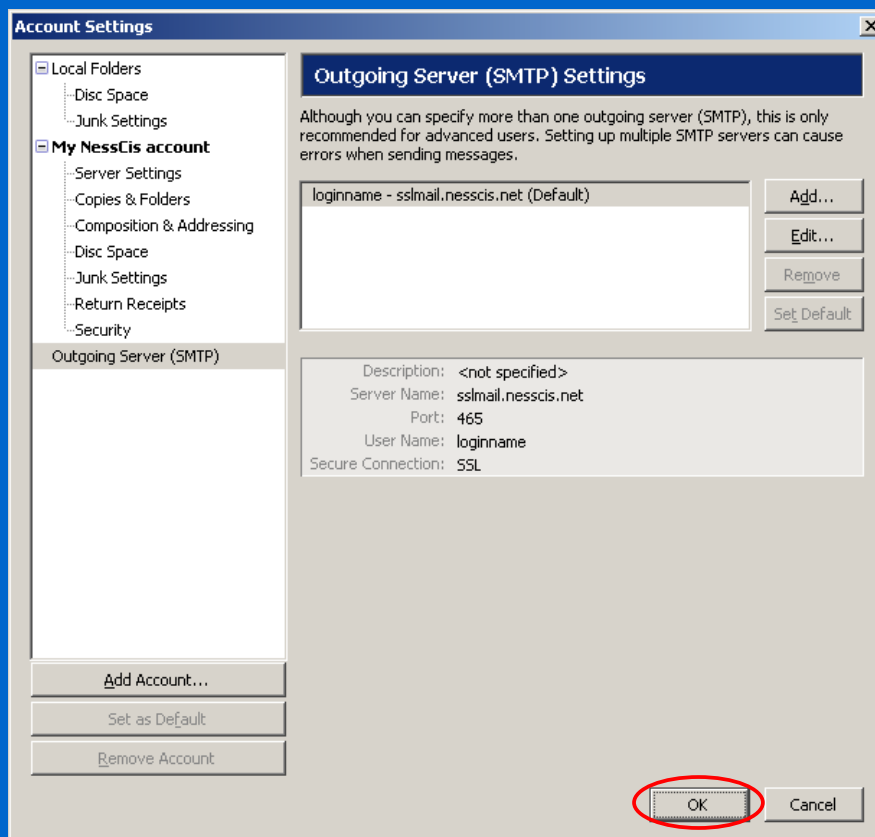 Account Settings
Local Folders
Disc Space
Junk Settings
My NessCis account
Server Settings
Copies & Folders
Composition & Addressing
Disc Space
Junk Settings
Return Receipts
Security
Outgoing Server (SMTP)
Add Account...
Set as Default
Remove Account
Outgoing Server (SMTP) Settings
Although you can specify more than one outgoing server (SMTP), this is only
recommended for advanced users. Setting up multiple SMTP servers can cause
errors when sending messages.
loginname - sslmail.nesscis.net (Default)
Add...
Edit...
Remove
Set Default
Description: <not specified>
Server Name: sslmail.nesscis.net
Port: 465
User Name: loginname
Secure Connection: SSL
OK
Cancel